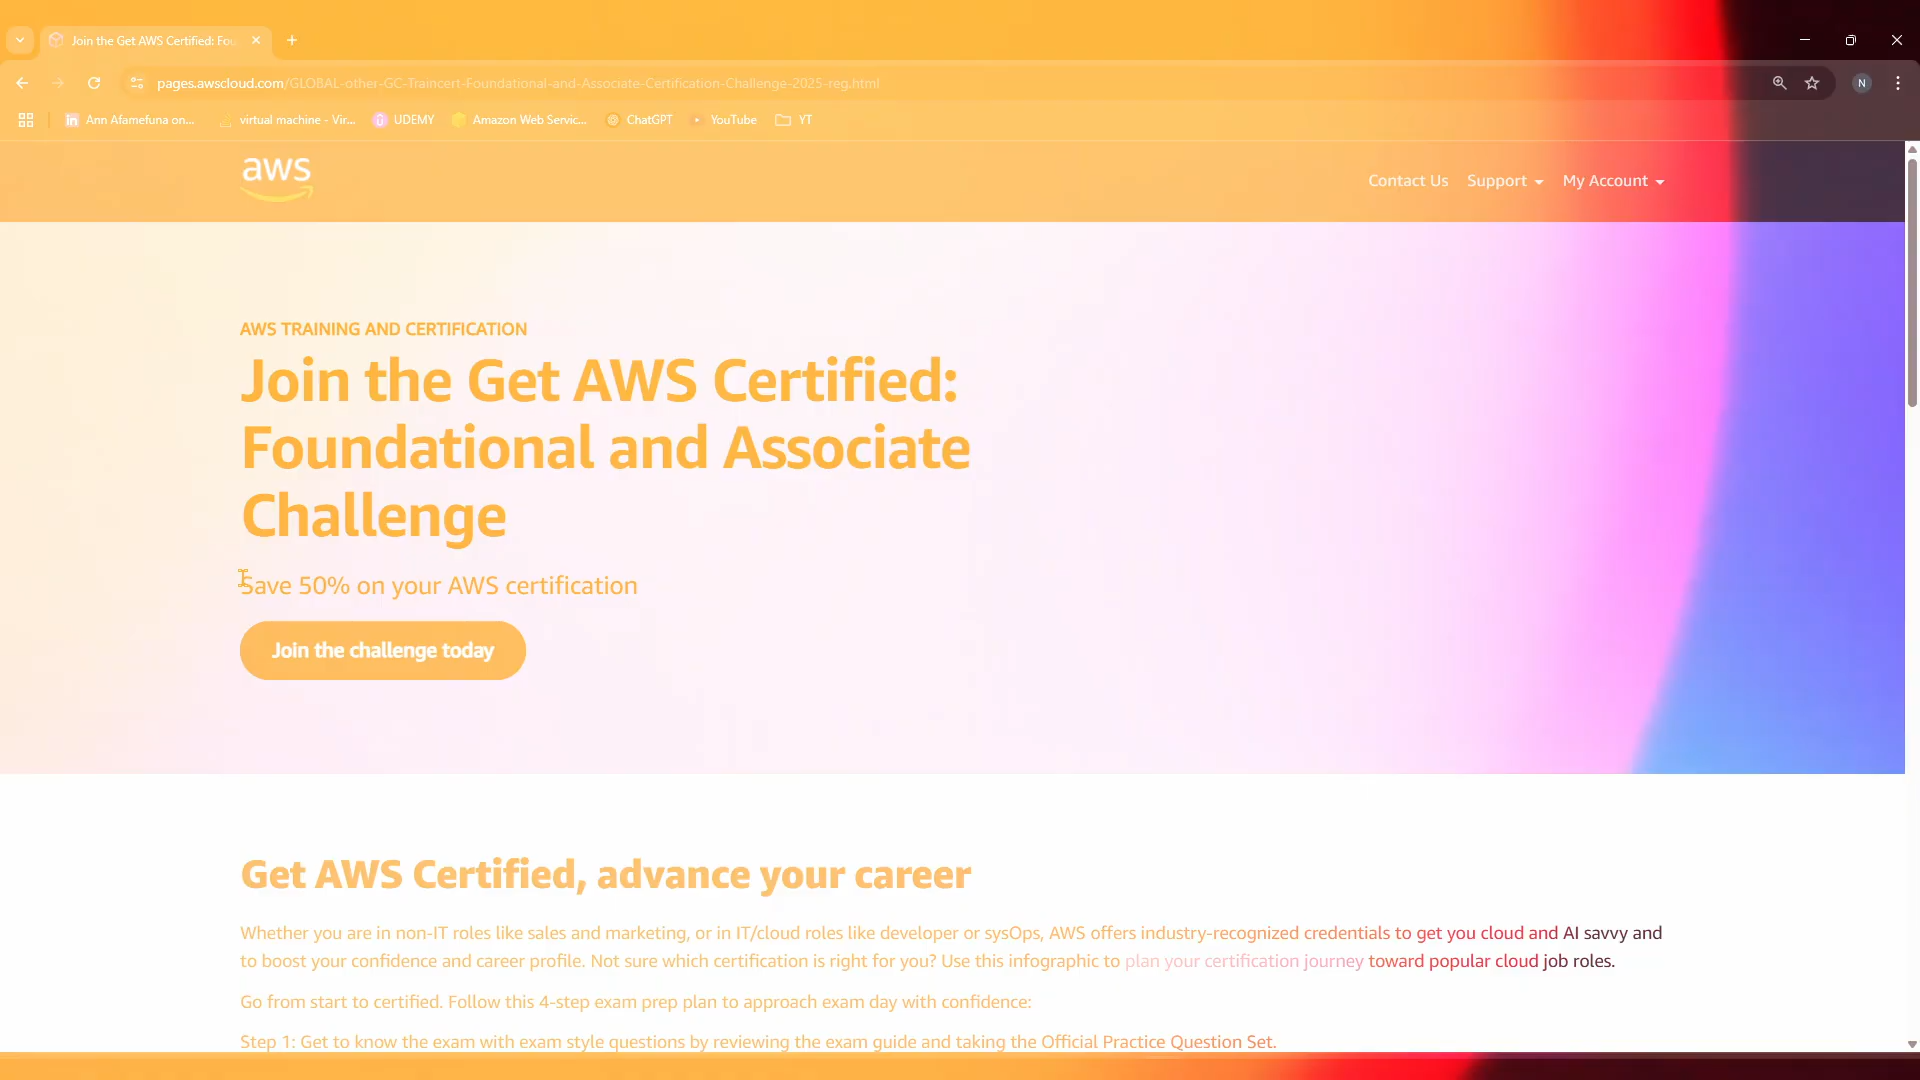 Join the Get AWS Certified: Fou
pages.awscloud.com/GLOBAL-other-GC-Traincert-Foundational-and-Associate-Certification-Challenge-2025-reg.html
N
Ann Afamefuna on...
virtual machine - Vir...
UDEMY
Amazon Web Servic...
ChatGPT
YouTube
YT
aws
Contact Us
Support
My Account
AWS TRAINING AND CERTIFICATION
Join the Get AWS Certified:
Foundational and Associate
Challenge
Save 50% on your AWS certification
Join the challenge today
Get AWS Certified, advance your career
Whether you are in non-IT roles like sales and marketing, or in IT/cloud roles like developer or sysOps, AWS offers industry-recognized credentials to get you cloud and AI savvy and
to boost your confidence and career profile. Not sure which certification is right for you? Use this infographic to plan your certification journey toward popular cloud job roles.
Go from start to certified. Follow this 4-step exam prep plan to approach exam day with confidence:
Step 1: Get to know the exam with exam style questions by reviewing the exam guide and taking the Official Practice Question Set.